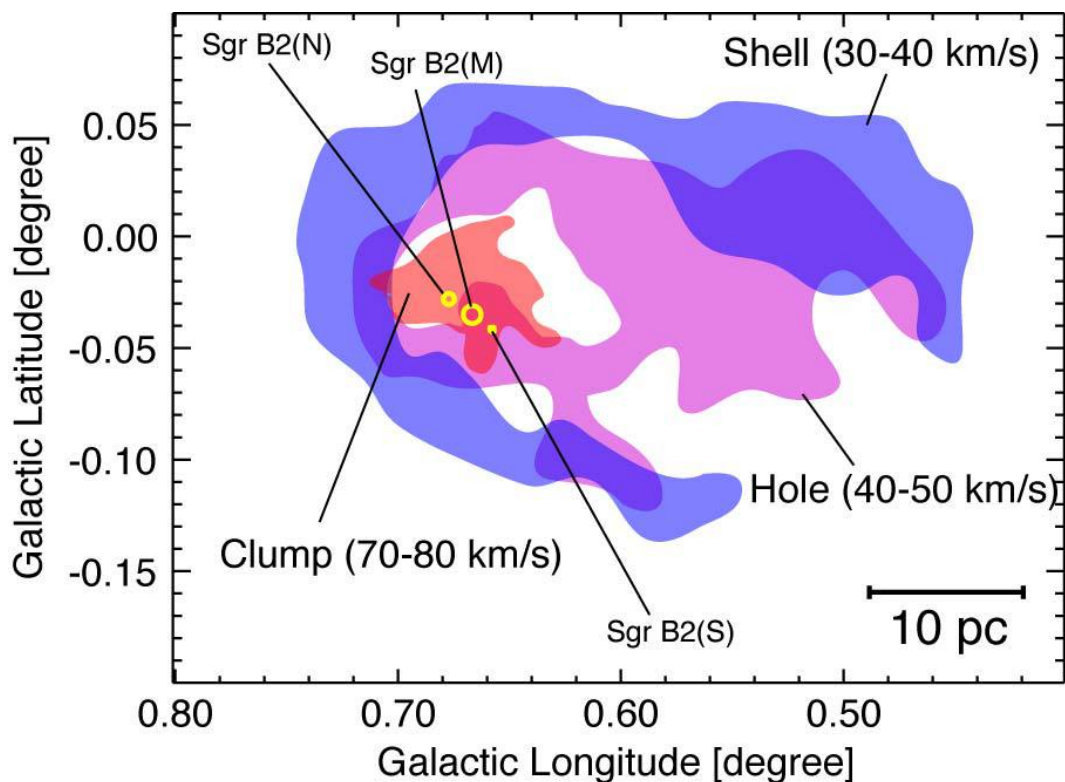 Sgr B2(N)
Sgr B2(M)
Shell (30-40 km/s)
0.05
0.00
-0.05
-0.10
-0.15
Galactic Latitude [degree]
Hole (40-50 km/s)
Clump (70-80 km/s)
Sgr B2(S)
10 pc
0.80
0.70
0.60
0.50
Galactic Longitude [degree]